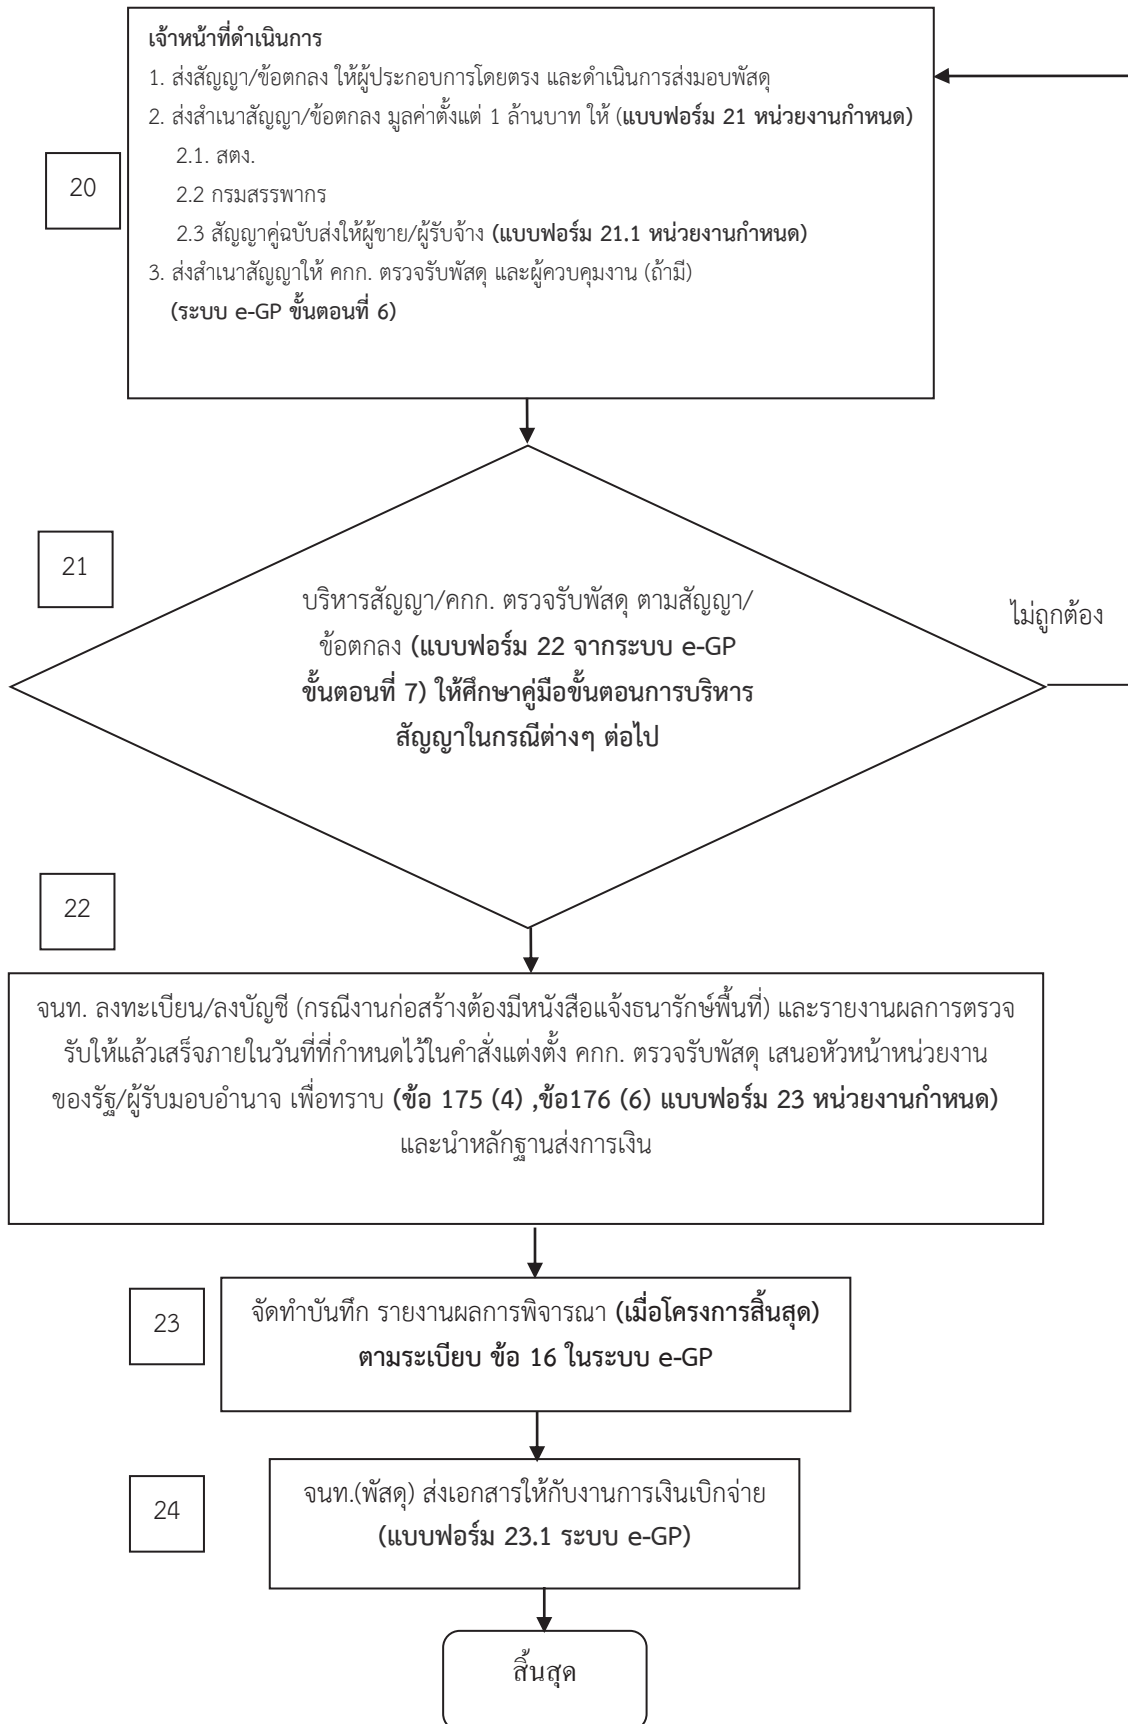 เจ้าหน้าที่ดำเนินการ
1. ส่งสัญญา/ข้อตกลง ให้ผู้ประกอบการโดยตรง และดำเนินการส่งมอบพัสดุ
2. ส่งสำเนาสัญญา/ข้อตกลง มูลค่าตั้งแต่ 1 ล้านบาท ให้ (แบบฟอร์ม 21 หน่วยงานกำหนด)
2.1. สตง.
20
2.2 กรมสรรพากร
2.3 สัญญาคู่ฉบับส่งให้ผู้ขาย/ผู้รับจ้าง (แบบฟอร์ม 21.1 หน่วยงานกำหนด)
3. ส่งสำเนาสัญญาให้ คกก. ตรวจรับพัสดุ และผู้ควบคุมงาน (ถ้ามี)
(ระบบ e-GP ขั้นตอนที่ 6)
21
บริหารสัญญา/คกก. ตรวจรับพัสดุ ตามสัญญา/
ข้อตกลง (แบบฟอร์ม 22 จากระบบ e-GP
ขั้นตอนที่ 7) ให้ศึกษาคู่มือขั้นตอนการบริหาร
สัญญาในกรณีต่างๆ ต่อไป
ไม่ถูกต้อง
22
จนท. ลงทะเบียน/ลงบัญชี (กรณีงานก่อสร้างต้องมีหนังสือแจ้งธนารักษ์พื้นที่) และรายงานผลการตรวจ
รับให้แล้วเสร็จภายในวันที่ที่กำหนดไว้ในคำสั่งแต่งตั้ง คกก. ตรวจรับพัสดุ เสนอหัวหน้าหน่วยงาน
ของรัฐ/ผู้รับมอบอำนาจ เพื่อทราบ (ข้อ 175 (4) ,ข้อ176 (6) แบบฟอร์ม 23 หน่วยงานกำหนด)
และนำหลักฐานส่งการเงิน
23
จัดทำบันทึก รายงานผลการพิจารณา (เมื่อโครงการสิ้นสุด)
ตามระเบียบ ข้อ 16 ในระบบ e-GP
24
จนท.(พัสดุ) ส่งเอกสารให้กับงานการเงินเบิกจ่าย
(แบบฟอร์ม 23.1 ระบบ e-GP)
สิ้นสุด